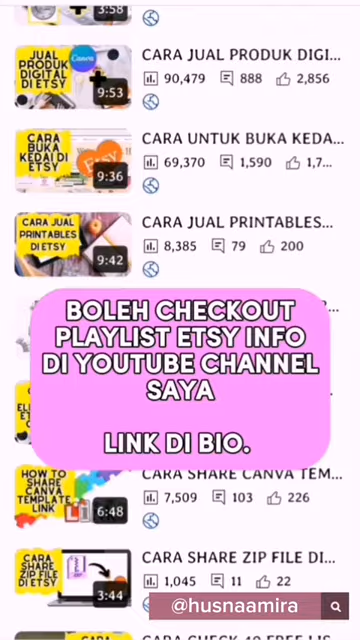 3:58
JUAL
PRODUK
DIGITAL
DI ETSY
Canva
9:53
CARA JUAL PRODUK DIGI...
90,479 888 2,856
CARA
BUKA
KEDAI DI
ETSY
Etsy
9:36
CARA UNTUK BUKA KEDA...
69,370 1,590 1,7...
CARA JUAL
PRINTABLES
DI ETSY
9:42
CARA JUAL PRINTABLES...
8,385 79 200
BOLEH CHECKOUT
PLAYLIST ETSY INFO
DI YOUTUBE CHANNEL
SAYA
LINK DI BIO.
HOW TO
SHARE
CANVA
TEMPLATE
LINK
6:48
CARA SHARE CANVA TEM...
7,509 103 226
CARA
SHARE
ZIP FILE
DI ETSY
3:44
CARA SHARE ZIP FILE DI...
1,045 11 22
@husnaamira